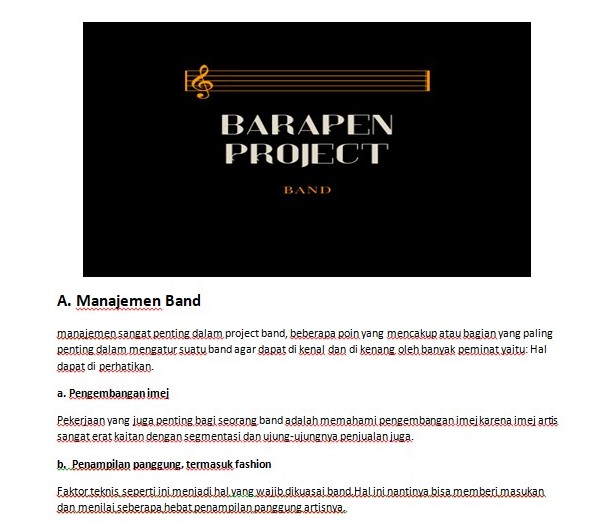 BARAPEN
PROJECT
BAND
A. Manajemen Band
manajemen sangat penting dalam project band, beberapa poin yang mencakup atau bagian yang paling
penting dalam mengatur suatu band agar dapat di kenal dan di kenang oleh banyak peminat yaitu: Hal
dapat di perhatikan.
a. Pengembangan imej
Pekerjaan yang juga penting bagi seorang band adalah memahami pengembangan imej karena imej artis
sangat erat kaitan dengan segmentasi dan ujung-ujungnya penjualan juga.
b. Penampilan panggung, termasuk fashion
Faktor teknis seperti ini menjadi hal yang wajib dikuasai band.Hal ini nantinya bisa memberi masukan
dan menilai seberapa hebat penampilan panggung artisnya.